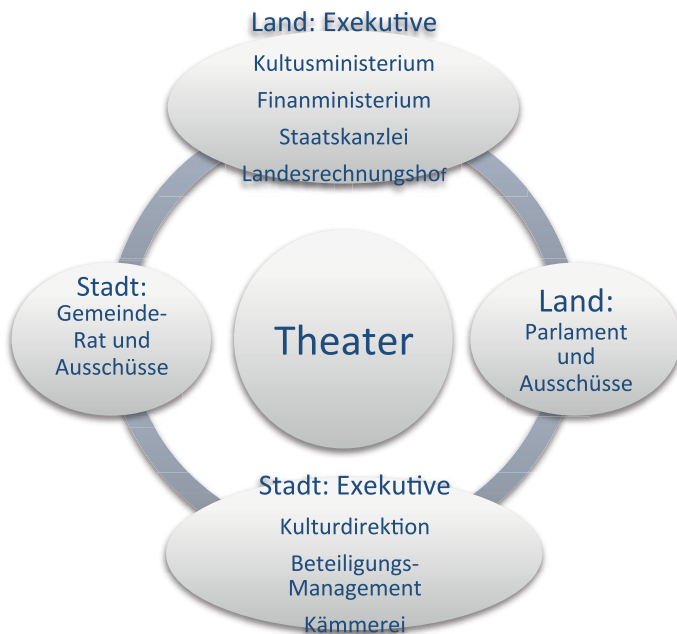 Land: Exekutive
Kultusministerium
Finanministerium
Staatskanzlei
Landesrechnungshof
Stadt:
Gemeinde-
Rat und
Ausschüsse
Theater
Land:
Parlament
und
Ausschüsse
Stadt: Exekutive
Kulturdirektion
Beteiligungs-
Management
Kämmerei